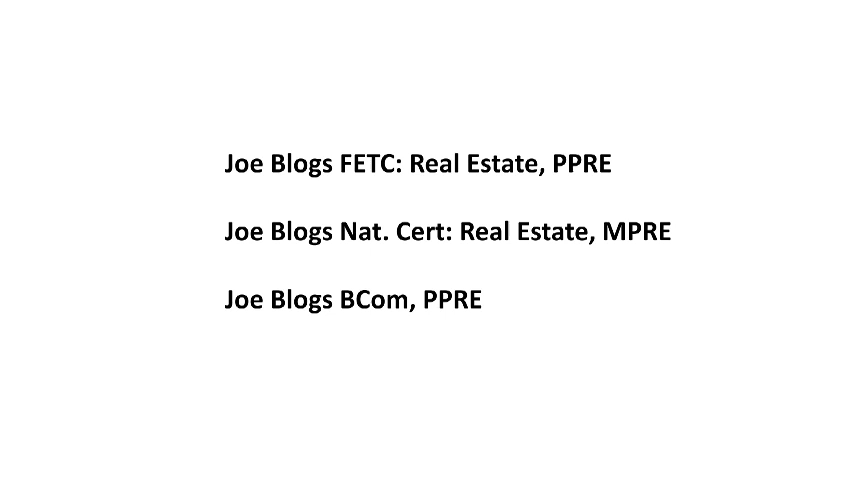 Joe Blogs FETC: Real Estate, PPRE
Joe Blogs Nat. Cert: Real Estate, MPRE
Joe Blogs BCom, PPRE